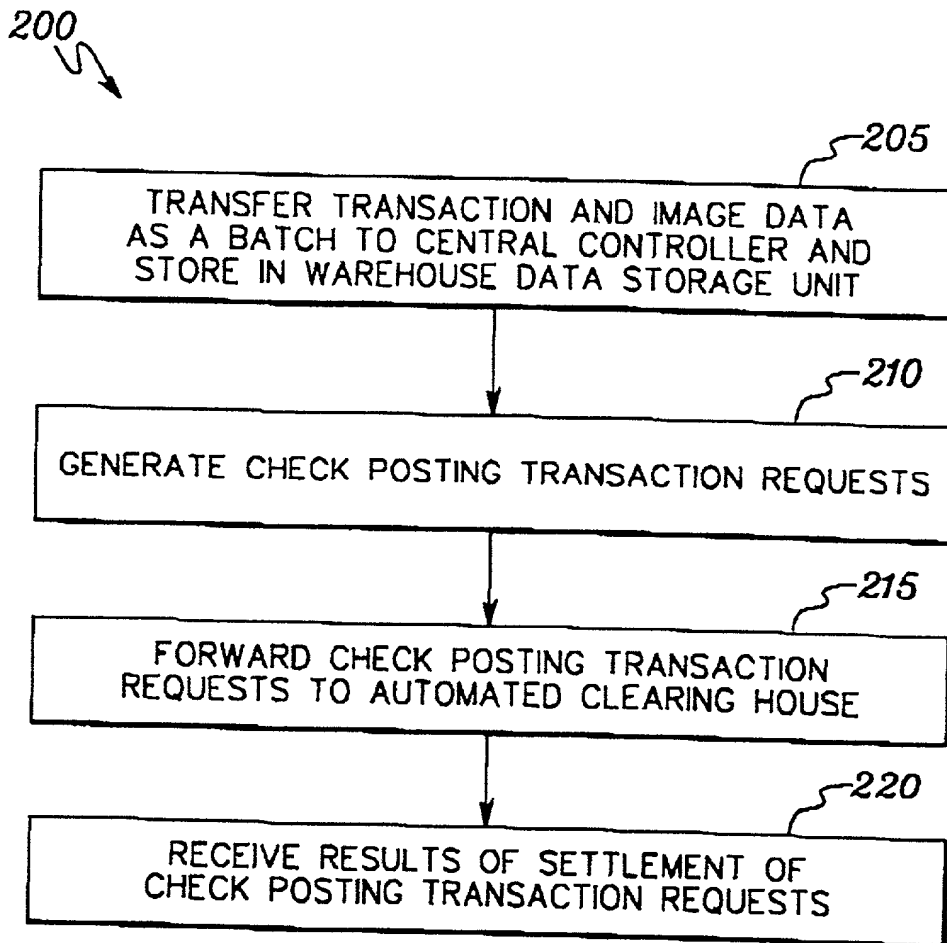 200
205
TRANSFER TRANSACTION AND IMAGE DATA
AS A BATCH TO CENTRAL CONTROLLER AND
STORE IN WAREHOUSE DATA STORAGE UNIT
210
GENERATE CHECK POSTING TRANSACTION REQUESTS
215
FORWARD CHECK POSTING TRANSACTION
REQUESTS TO AUTOMATED CLEARING HOUSE
220
RECEIVE RESULTS OF SETTLEMENT OF
CHECK POSTING TRANSACTION REQUESTS